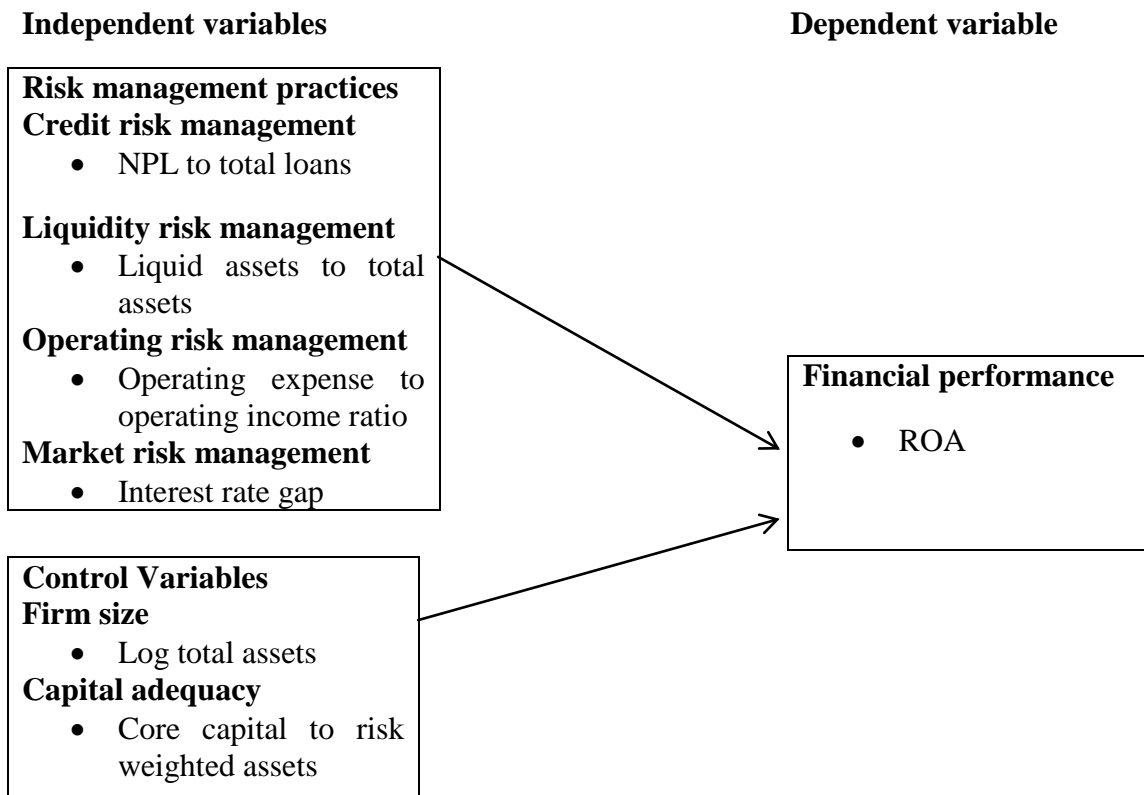 Independent variables
Dependent variable
Risk management practices
Credit risk management
• NPL to total loans
Liquidity risk management
• Liquid assets to total
assets
Operating risk management
• Operating expense to
operating income ratio
Market risk management
• Interest rate gap
Financial performance
• ROA
Control Variables
Firm size
• Log total assets
Capital adequacy
• Core capital to risk
weighted assets